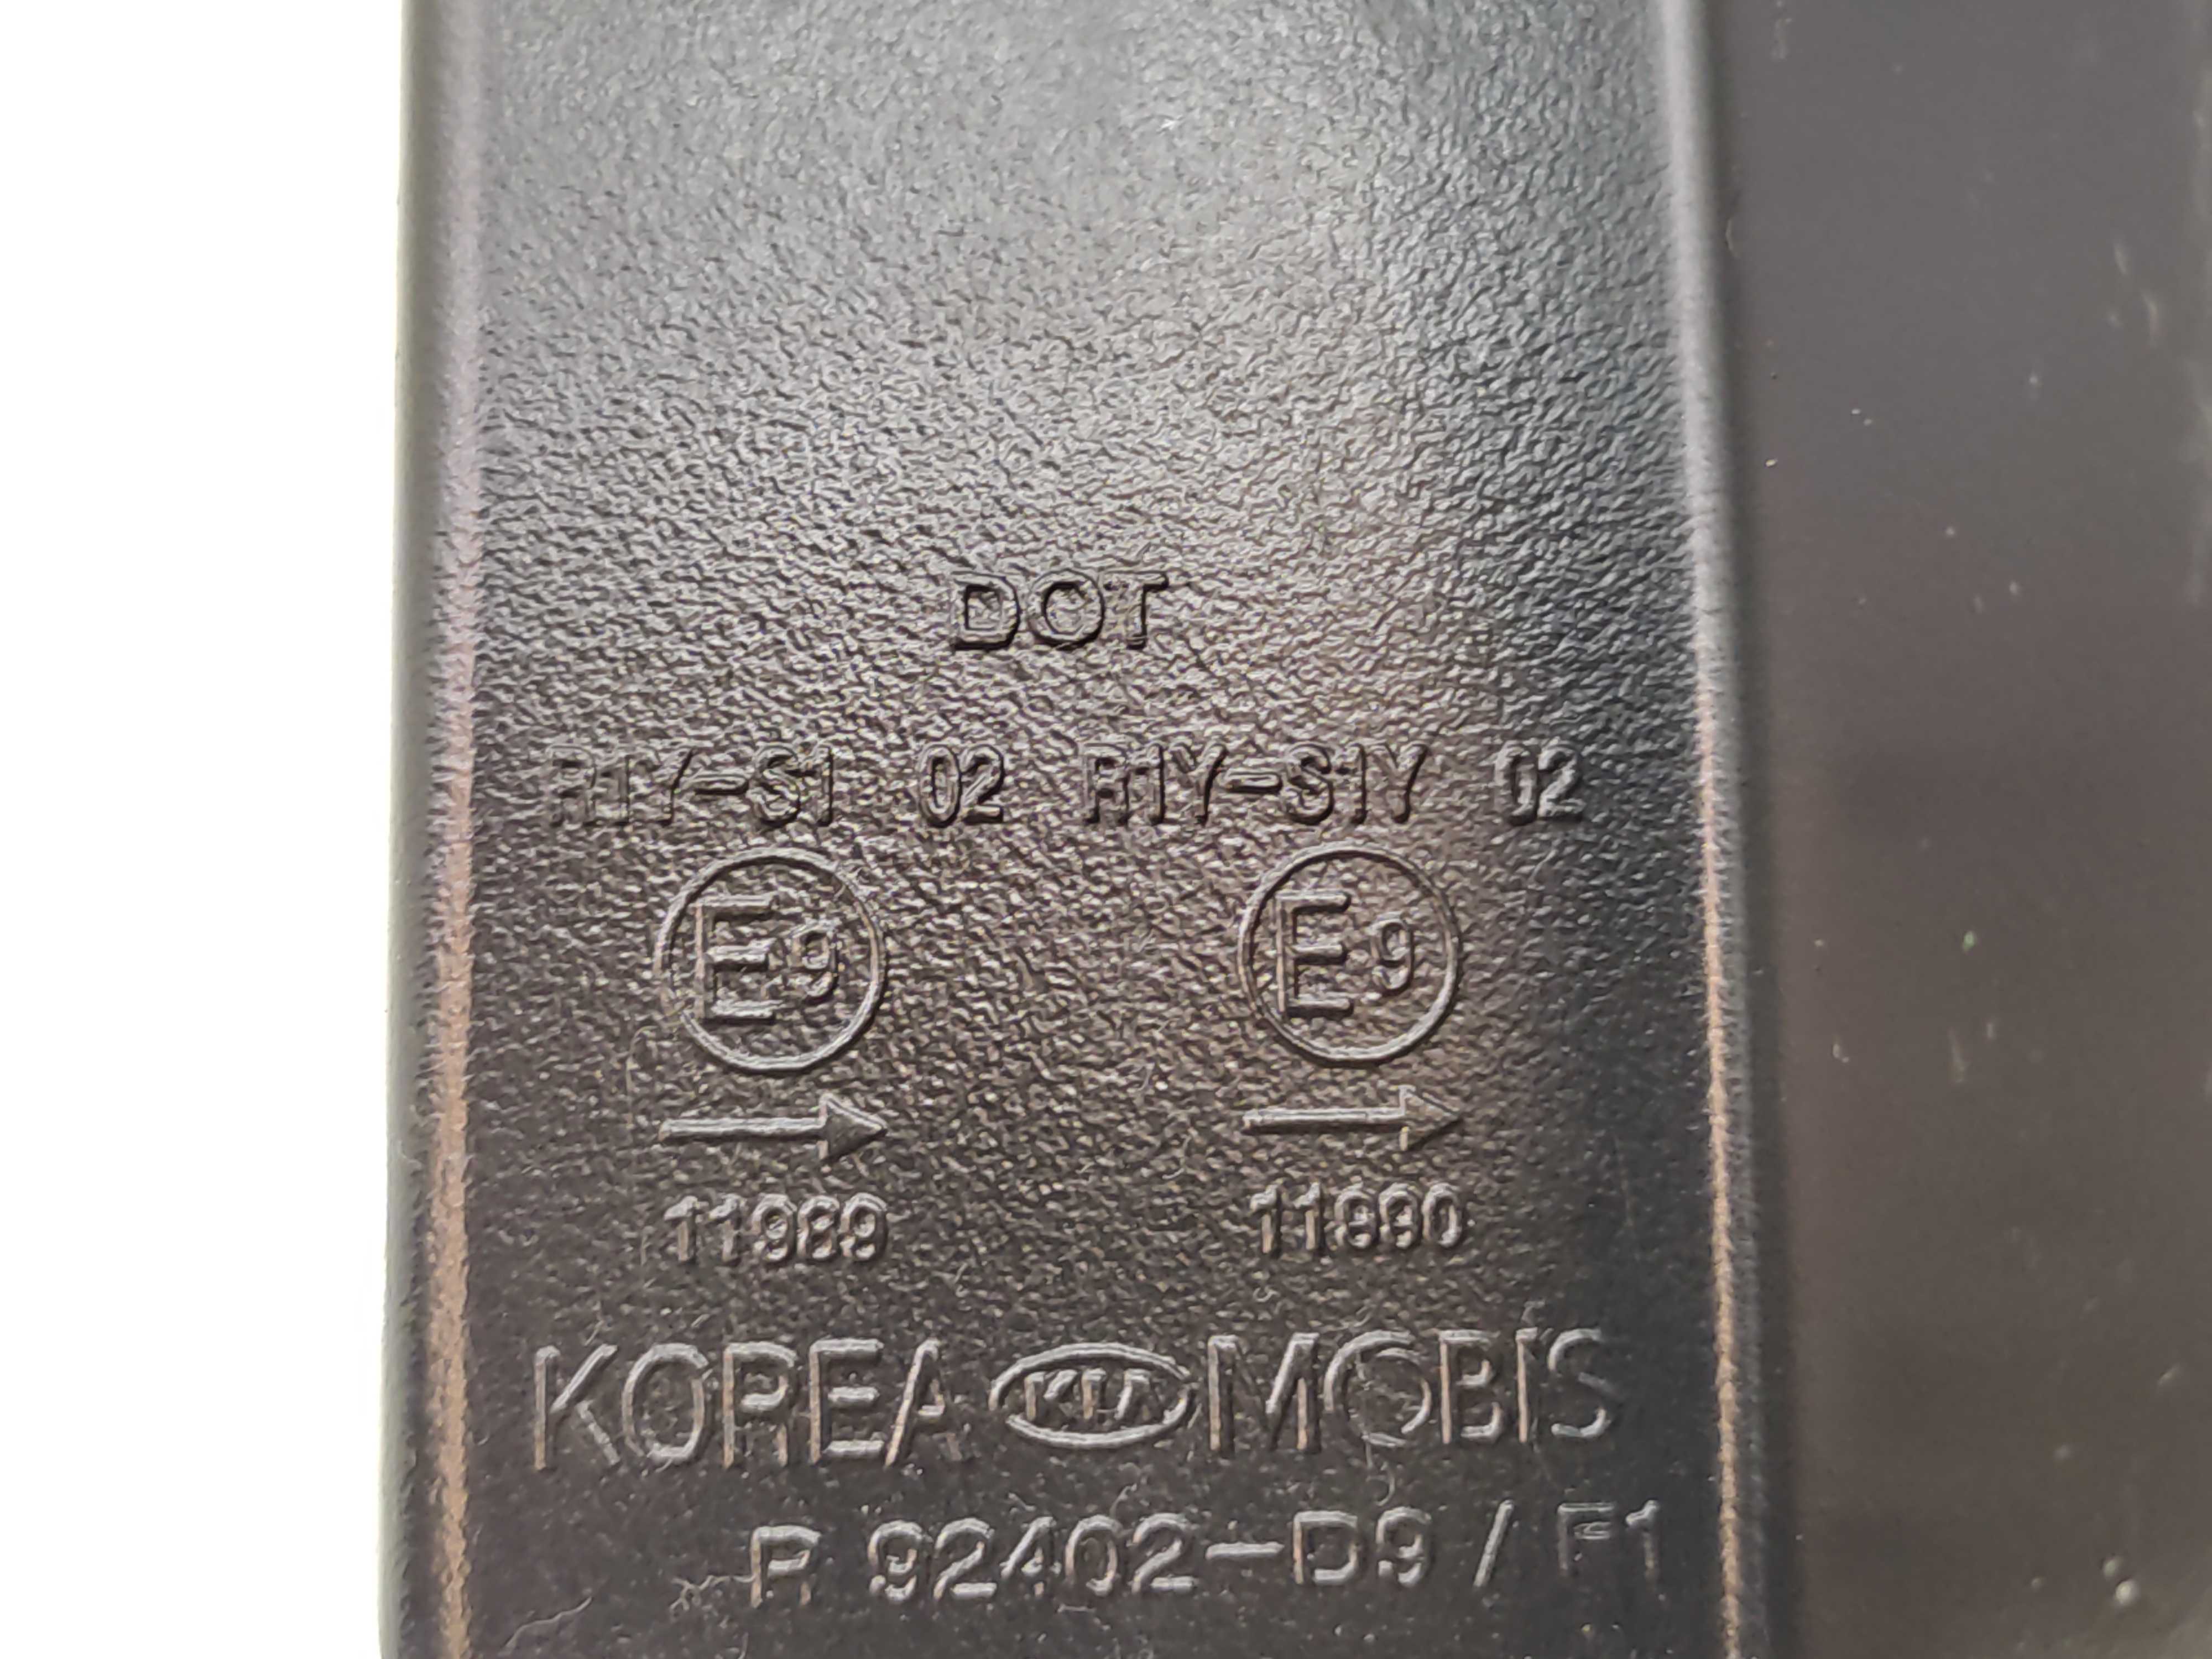 DOT
R1Y-S1 02 R1Y-S1Y 02
E9 E9
→ →
11989 11990
KOREA KIA MOBIS
R 92402-D9 / F1